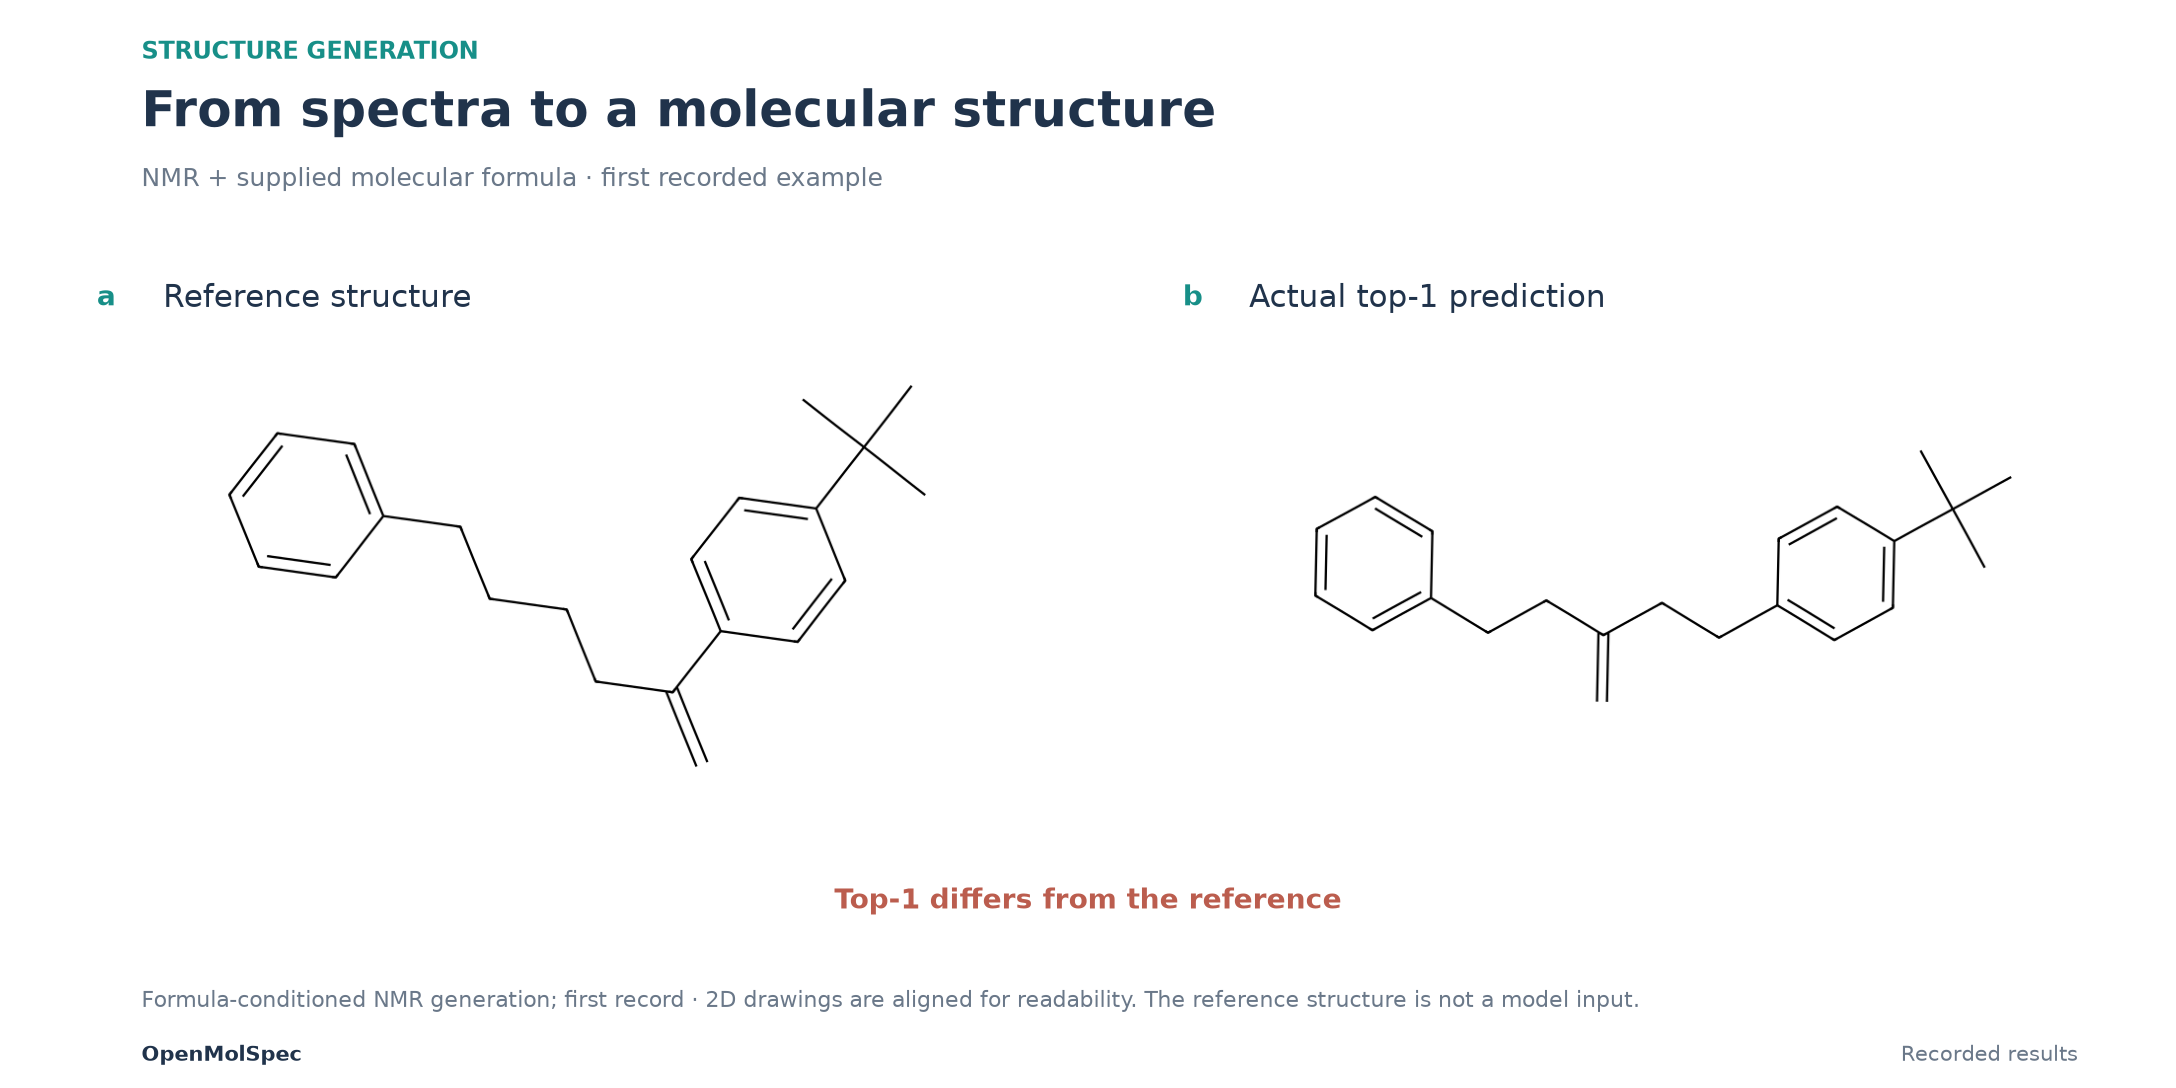 STRUCTURE GENERATION
From spectra to a molecular structure
NMR + supplied molecular formula · first recorded example
a Reference structure
b Actual top-1 prediction
Top-1 differs from the reference
Formula-conditioned NMR generation; first record · 2D drawings are aligned for readability. The reference structure is not a model input.
OpenMolSpec
Recorded results